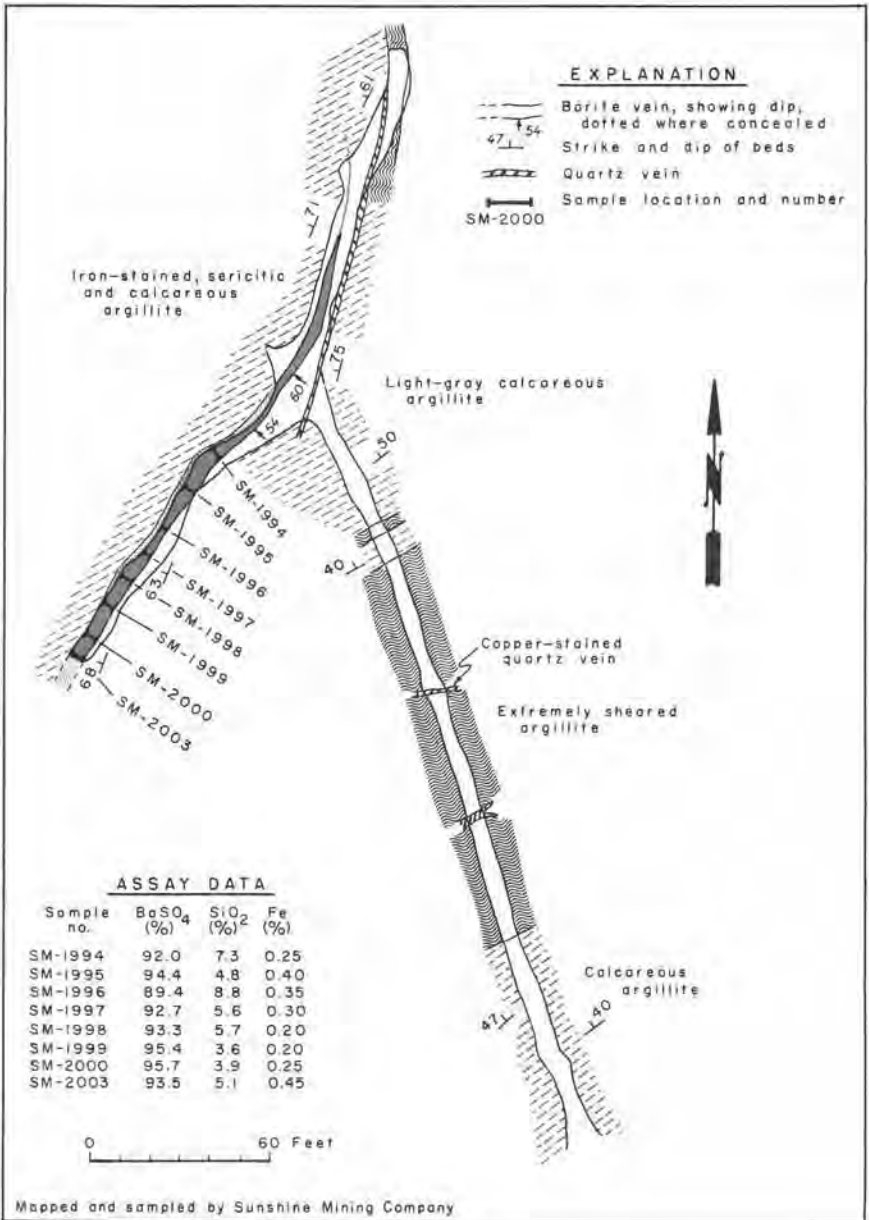 EXPLANATION
Barite vein, showing dip,
dotted where concealed
54
47
Strike and dip of beds
Quartz vein
Sample location and number
SM-2000
61
71
Iron-stained, sericitic
and calcareous
argillite
75
60
54
Light-gray calcareous
argillite
50
N
40
SM-1994
SM-1995
SM-1996
SM-1997
SM-1998
SM-1999
SM-2000
SM-2003
63
68
Copper-stained
quartz vein
Extremely sheared
argillite
Calcareous
argillite
47
40
ASSAY DATA
Sample no. BaSO4 (%) SiO2 (%) Fe (%)
SM-1994 92.0 7.3 0.25
SM-1995 94.4 4.8 0.40
SM-1996 89.4 8.8 0.35
SM-1997 92.7 5.6 0.30
SM-1998 93.3 5.7 0.20
SM-1999 95.4 3.6 0.20
SM-2000 95.7 3.9 0.25
SM-2003 93.5 5.1 0.45
0 60 Feet
Mapped and sampled by Sunshine Mining Company